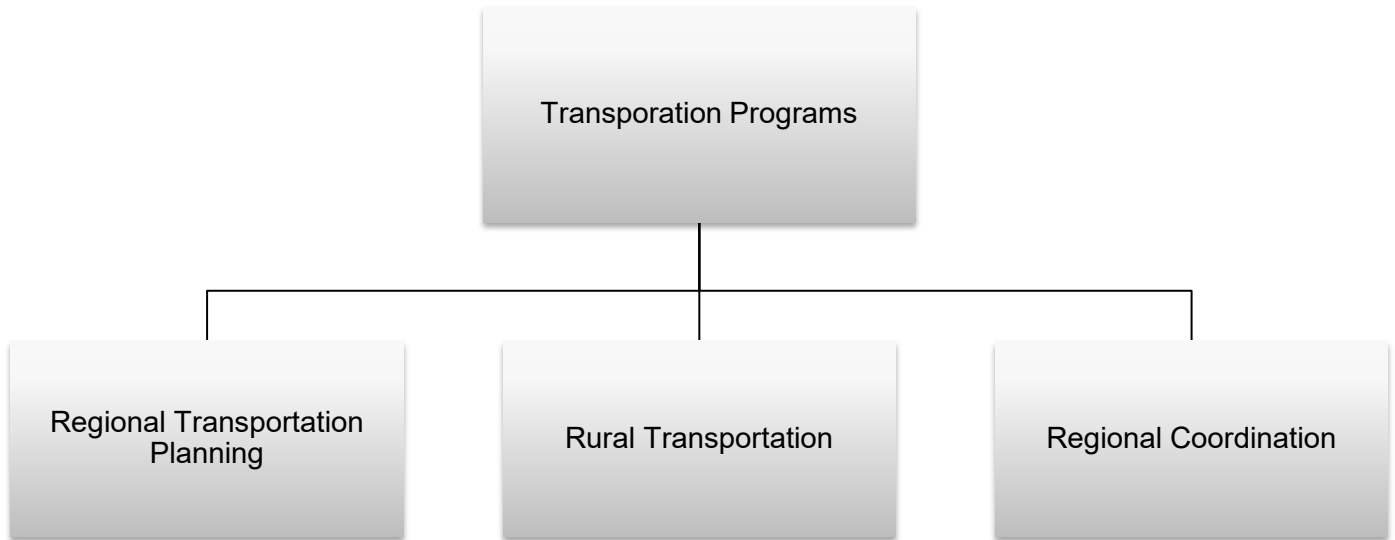 Transporation Programs
Regional Transportation
Planning
Rural Transportation
Regional Coordination